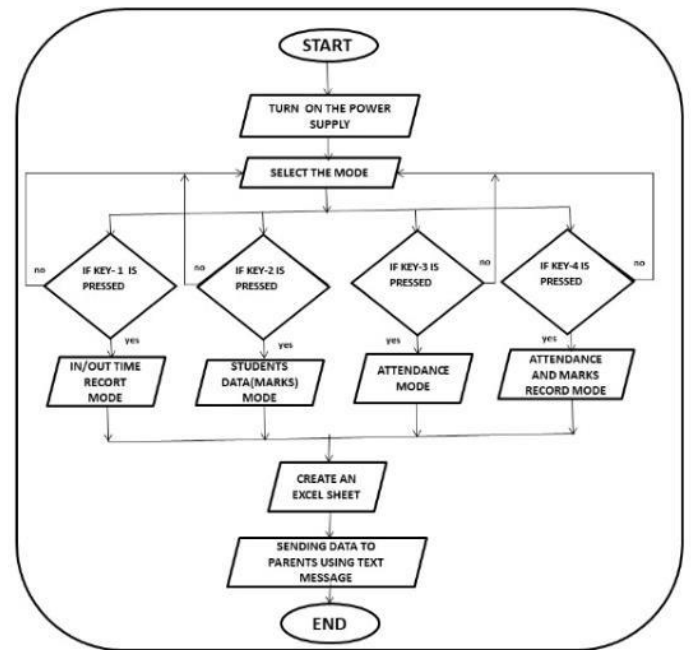 START
TURN ON THE POWER
SUPPLY
SELECT THE MODE
no
IF KEY- 1 IS
PRESSED
yes
no
IF KEY-2 IS
PRESSED
yes
IF KEY-3 IS
PRESSED
no
yes
IF KEY-4 IS
PRESSED
no
yes
IN/OUT TIME
RECORT
MODE
STUDENTS
DATA(MARKS)
MODE
ATTENDANCE
MODE
ATTENDANCE
AND MARKS
RECORD MODE
CREATE AN
EXCEL SHEET
SENDING DATA TO
PARENTS USING TEXT
MESSAGE
END